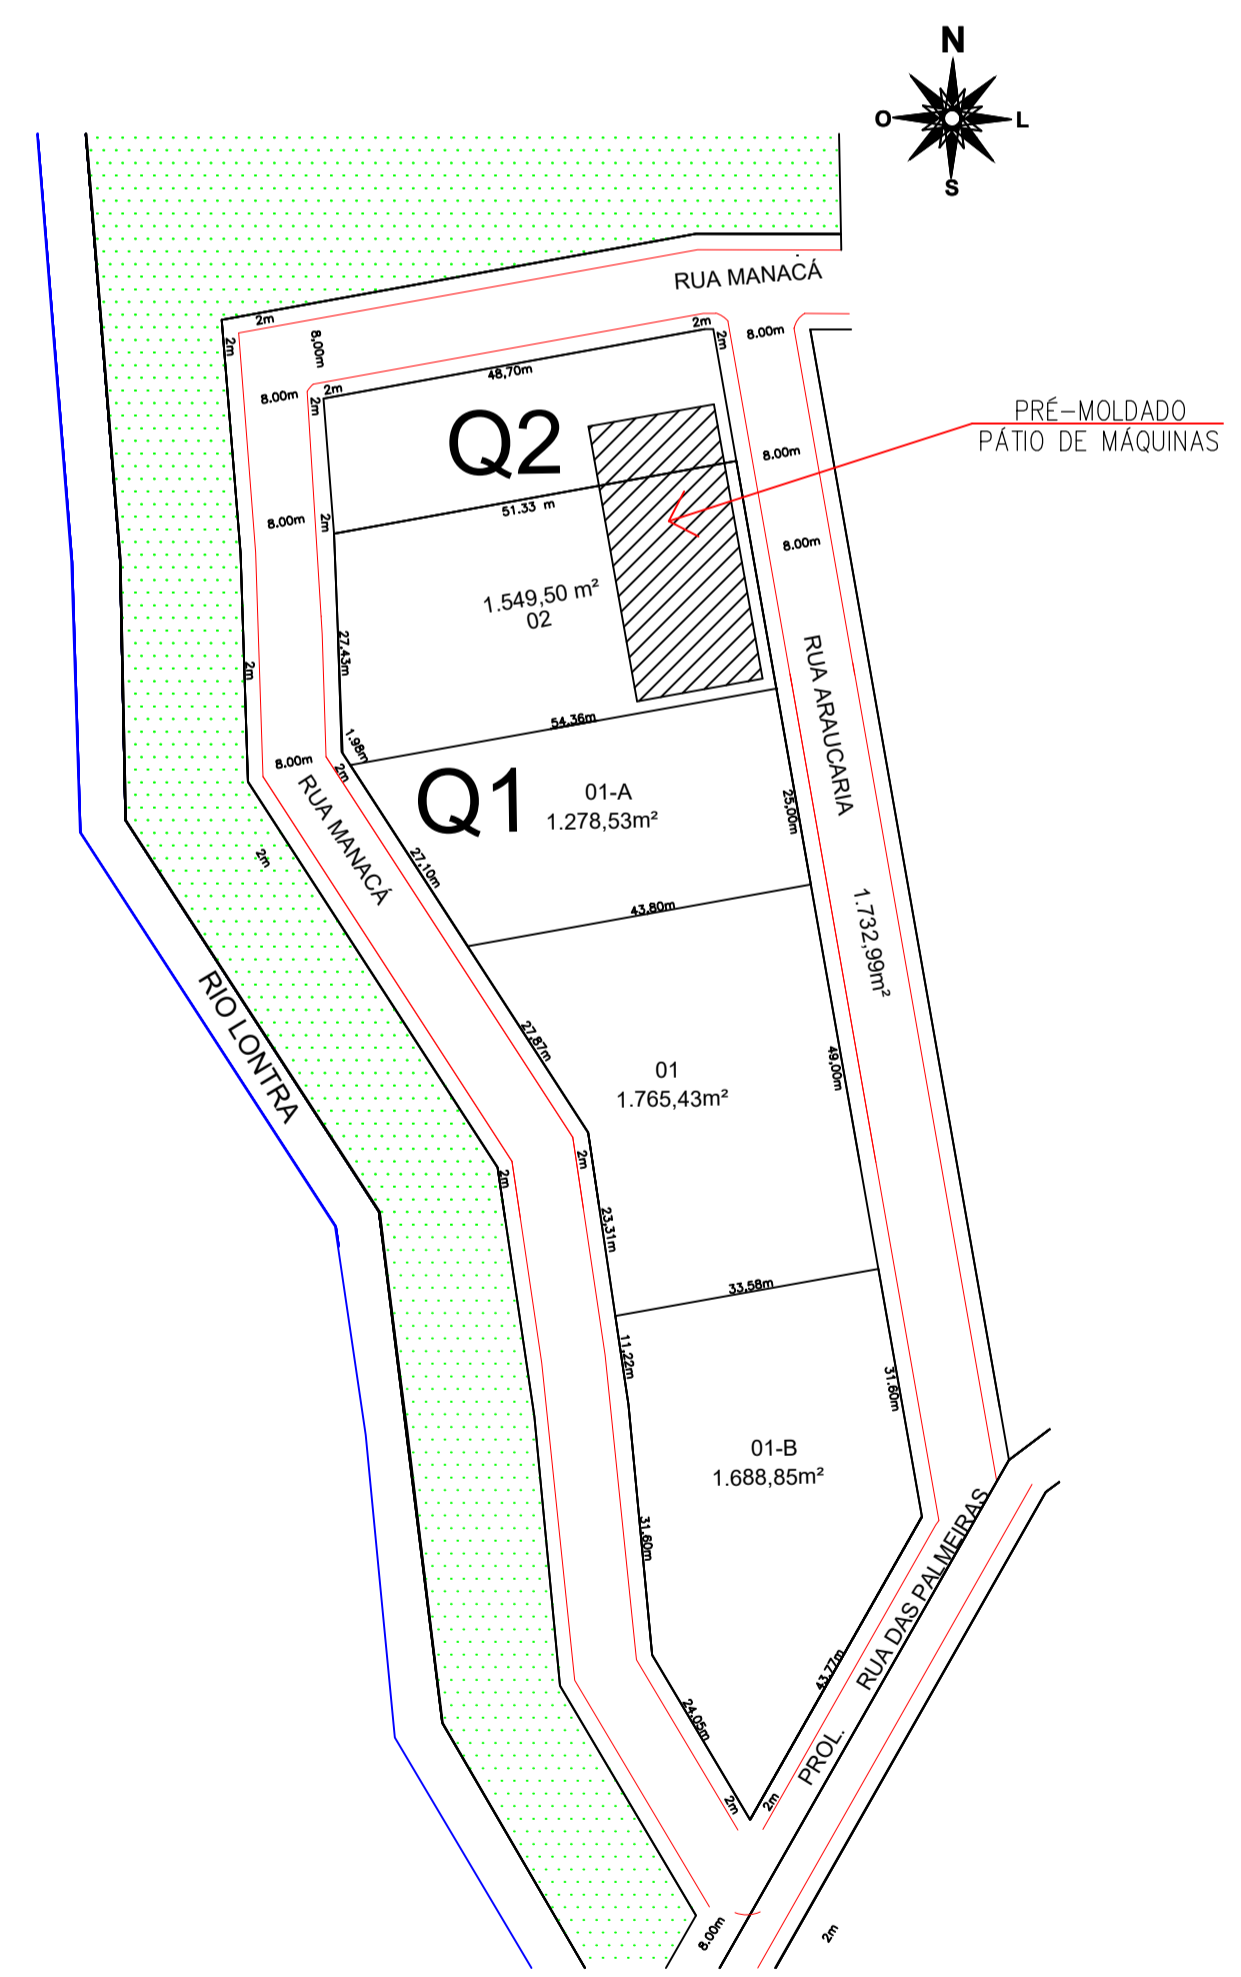 N
O
L
S
RUA MANACÁ
2m
2m
8,00m
2m
2m
8.00m
8.00m
2m
2m
48,70m
Q2
PRÉ-MOLDADO
PÁTIO DE MÁQUINAS
8.00m
8.00m
2m
51.33 m
8.00m
1.549,50 m²
02
27,43m
2m
RUA ARAUCARIA
54,36m
1.98m
8.00m
2m
RUA MANACÁ
Q1
01-A
1.278,53m²
25,00m
2m
27,10m
43,80m
1.732,99m²
RIO LONTRA
27,87m
01
1.765,43m²
49,00m
2m
2m
23,31m
33,58m
11,22m
31.60m
01-B
1.688,85m²
31,60m
43,77m
24,05m
PROL. RUA DAS PALMEIRAS
2m
2m
8.00m
2m